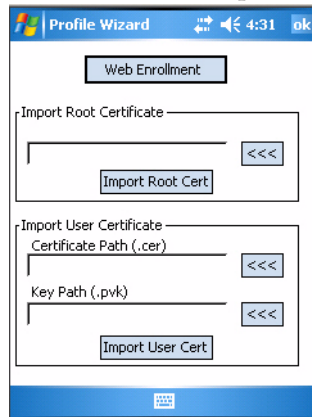 Profile Wizard 4:31 ok
Web Enrollment
Import Root Certificate
<<<
Import Root Cert
Import User Certificate
Certificate Path (.cer)
<<<
Key Path (.pvk)
<<<
Import User Cert